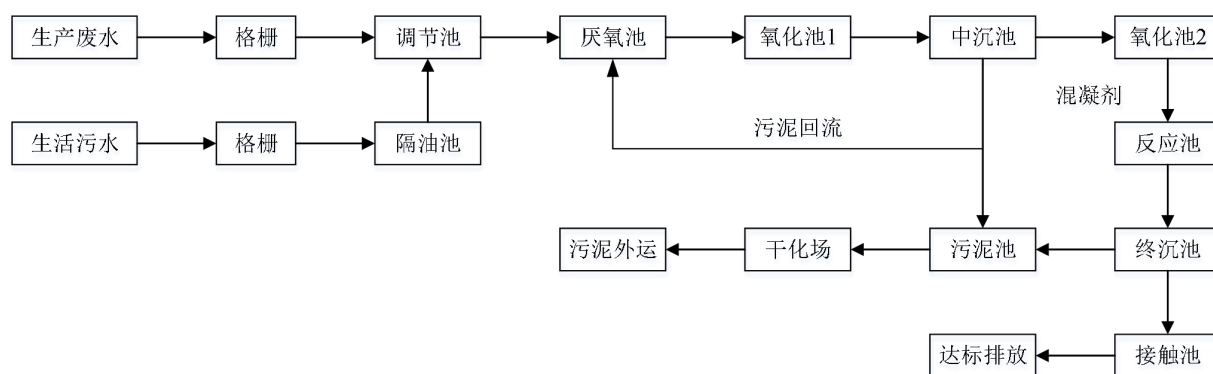 生产废水
格栅
调节池
厌氧池
氧化池1
中沉池
氧化池2
混凝剂
生活污水
格栅
隔油池
污泥回流
反应池
污泥外运
干化场
污泥池
终沉池
达标排放
接触池